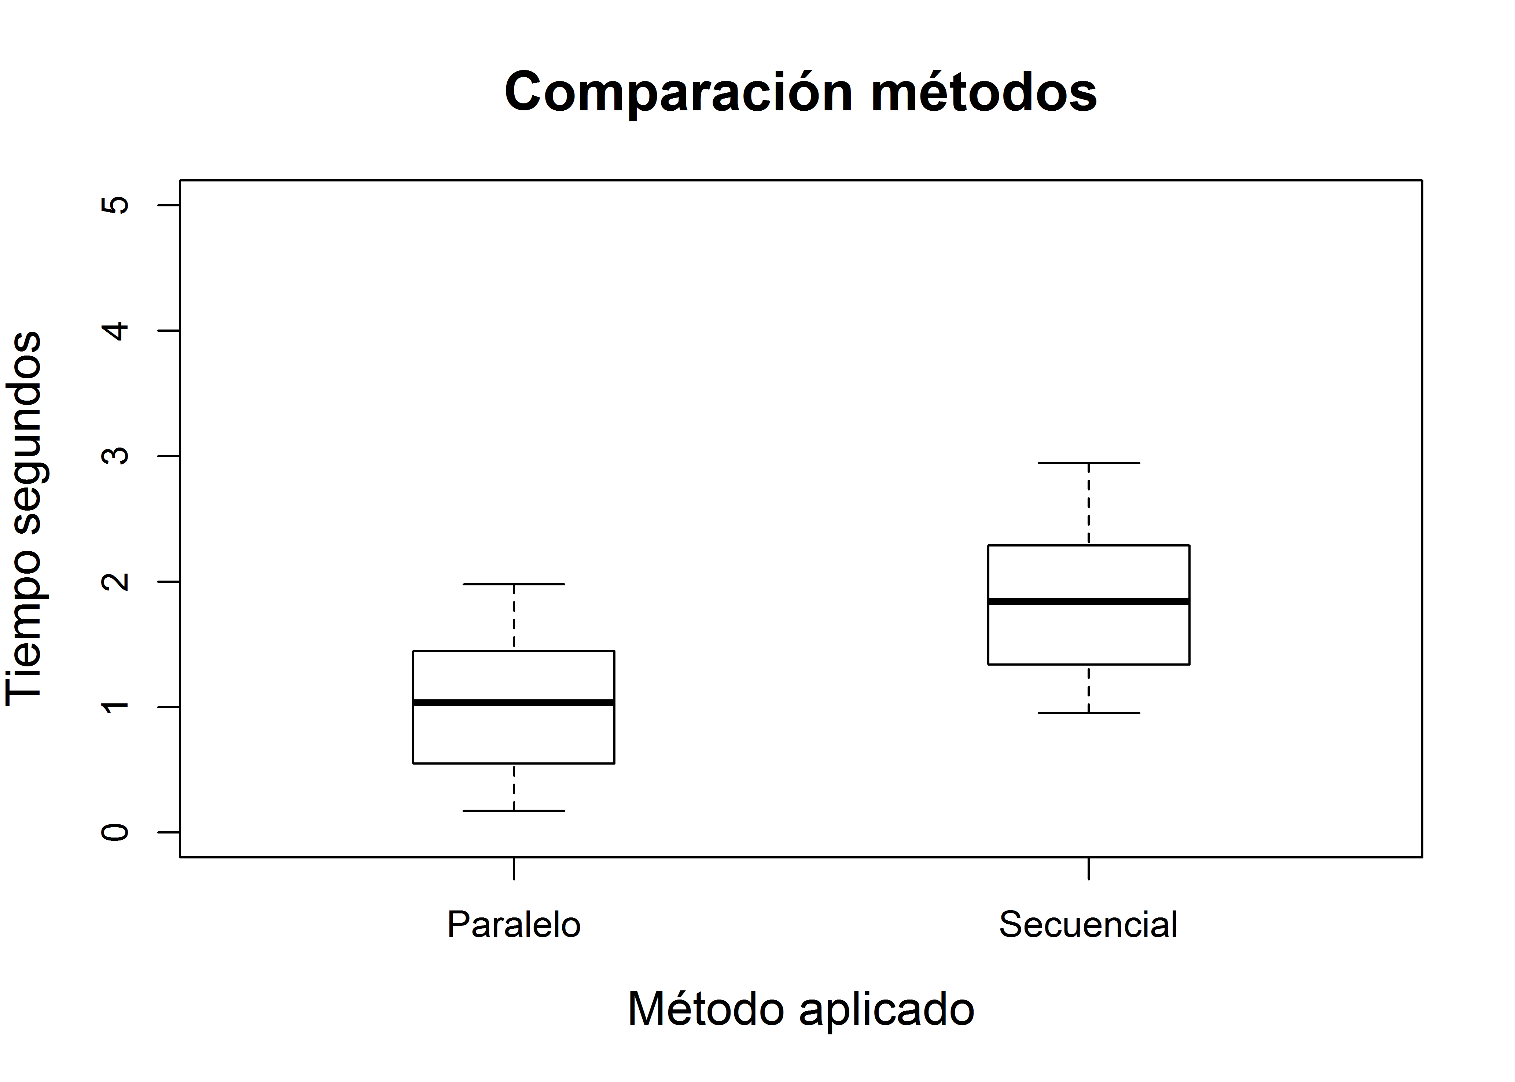 Comparación métodos
5
4
3
2
1
0
Tiempo segundos
Paralelo
Secuencial
Método aplicado